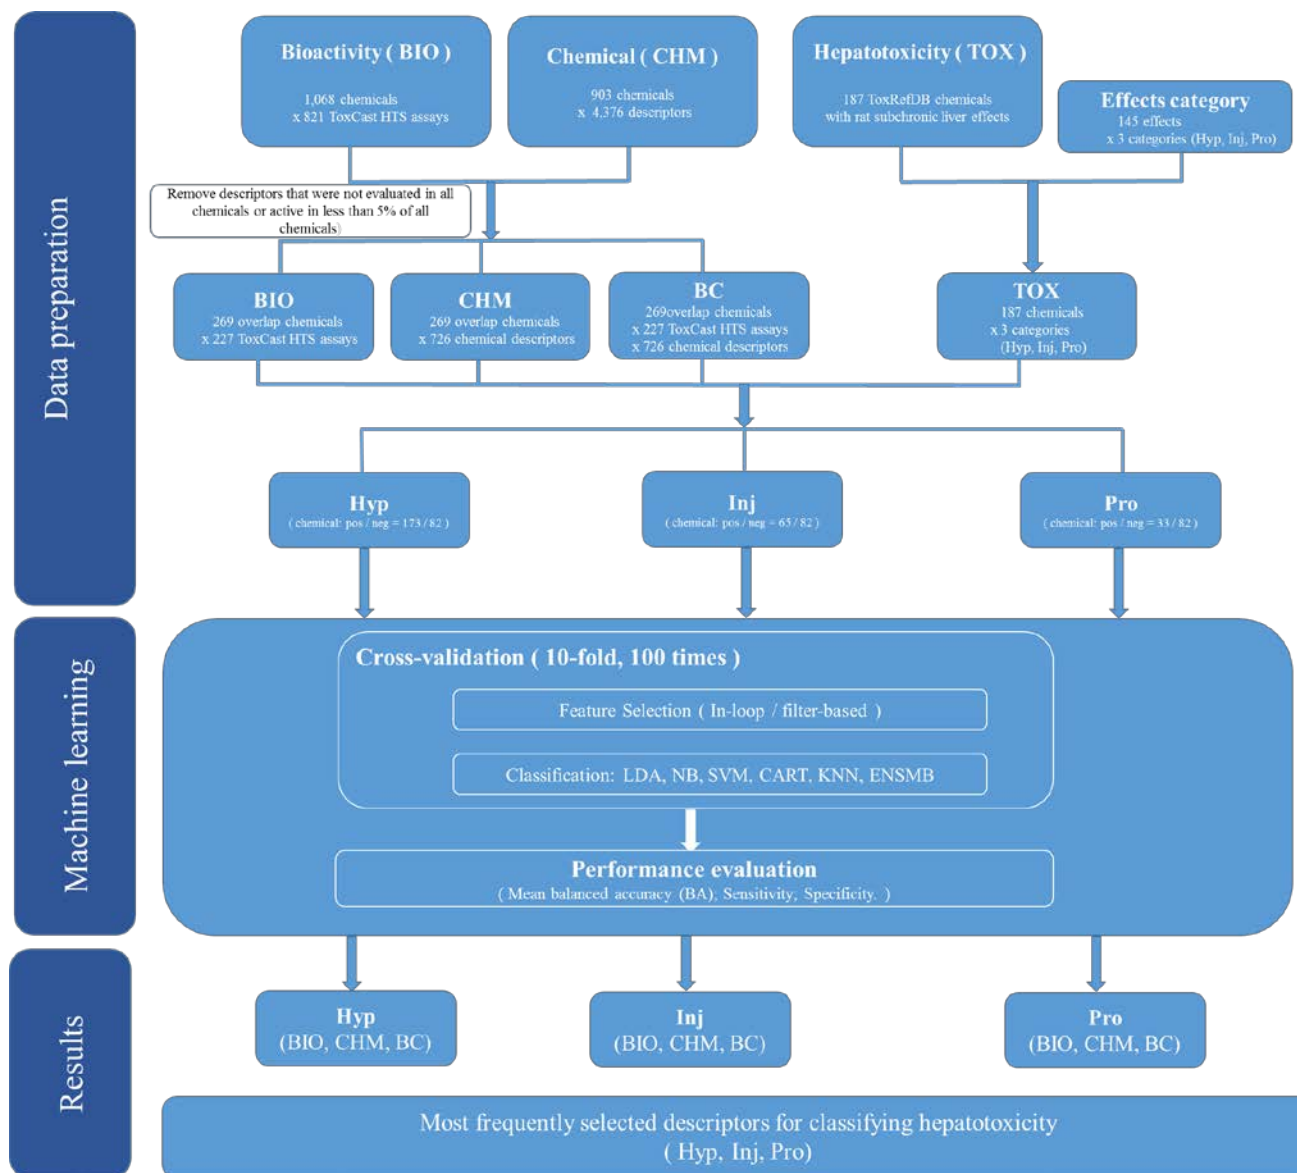 Data preparation
Bioactivity ( BIO )
1,068 chemicals
x 821 ToxCast HTS assays
Chemical ( CHM )
903 chemicals
x 4,376 descriptors
Hepatotoxicity ( TOX )
187 ToxRefDB chemicals
with rat subchronic liver effects
Effects category
145 effects
x 3 categories (Hyp, Inj, Pro)
Remove descriptors that were not evaluated in all
chemicals or active in less than 5% of all
chemicals)
BIO
269 overlap chemicals
x 227 ToxCast HTS assays
CHM
269 overlap chemicals
x 726 chemical descriptors
BC
269overlap chemicals
x 227 ToxCast HTS assays
x 726 chemical descriptors
TOX
187 chemicals
x 3 categories
(Hyp, Inj, Pro)
Hyp
( chemical: pos / neg = 173 / 82 )
Inj
( chemical: pos / neg = 65 / 82 )
Pro
( chemical: pos / neg = 33 / 82 )
Machine learning
Cross-validation ( 10-fold, 100 times )
Feature Selection ( In-loop / filter-based )
Classification: LDA, NB, SVM, CART, KNN, ENSMB
Performance evaluation
( Mean balanced accuracy (BA), Sensitivity, Specificity. )
Results
Hyp
(BIO, CHM, BC)
Inj
(BIO, CHM, BC)
Pro
(BIO, CHM, BC)
Most frequently selected descriptors for classifying hepatotoxicity
( Hyp, Inj, Pro)